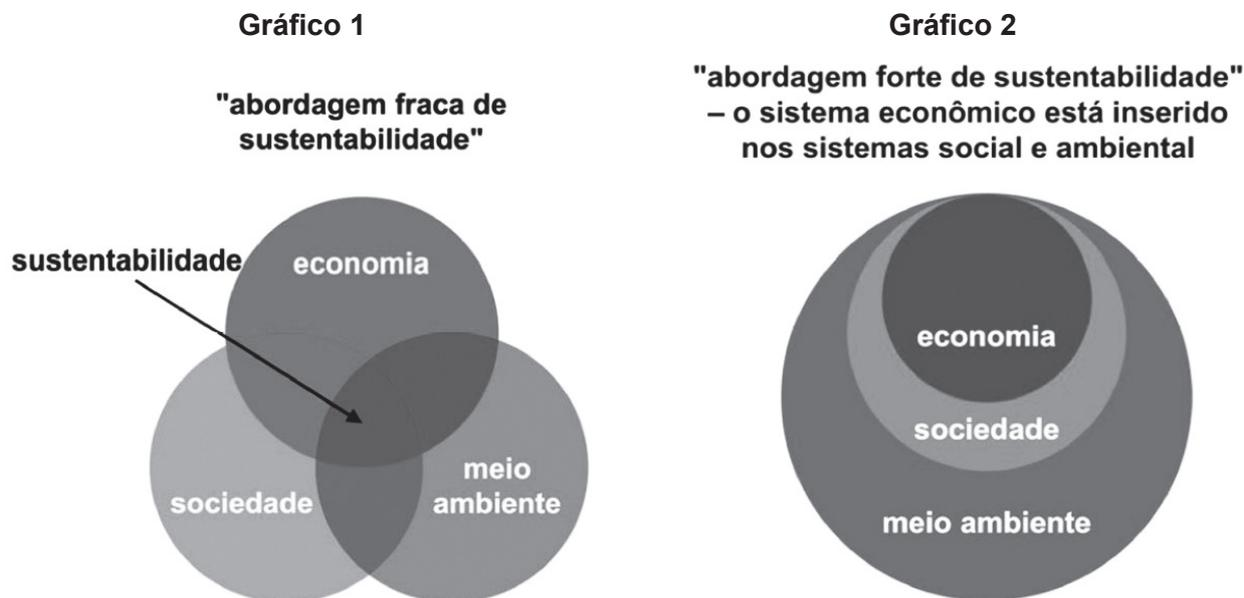 Gráfico 1
"abordagem fraca de
sustentabilidade"
sustentabilidade
economia
sociedade
meio
ambiente
Gráfico 2
"abordagem forte de sustentabilidade"
– o sistema econômico está inserido
nos sistemas social e ambiental
economia
sociedade
meio ambiente